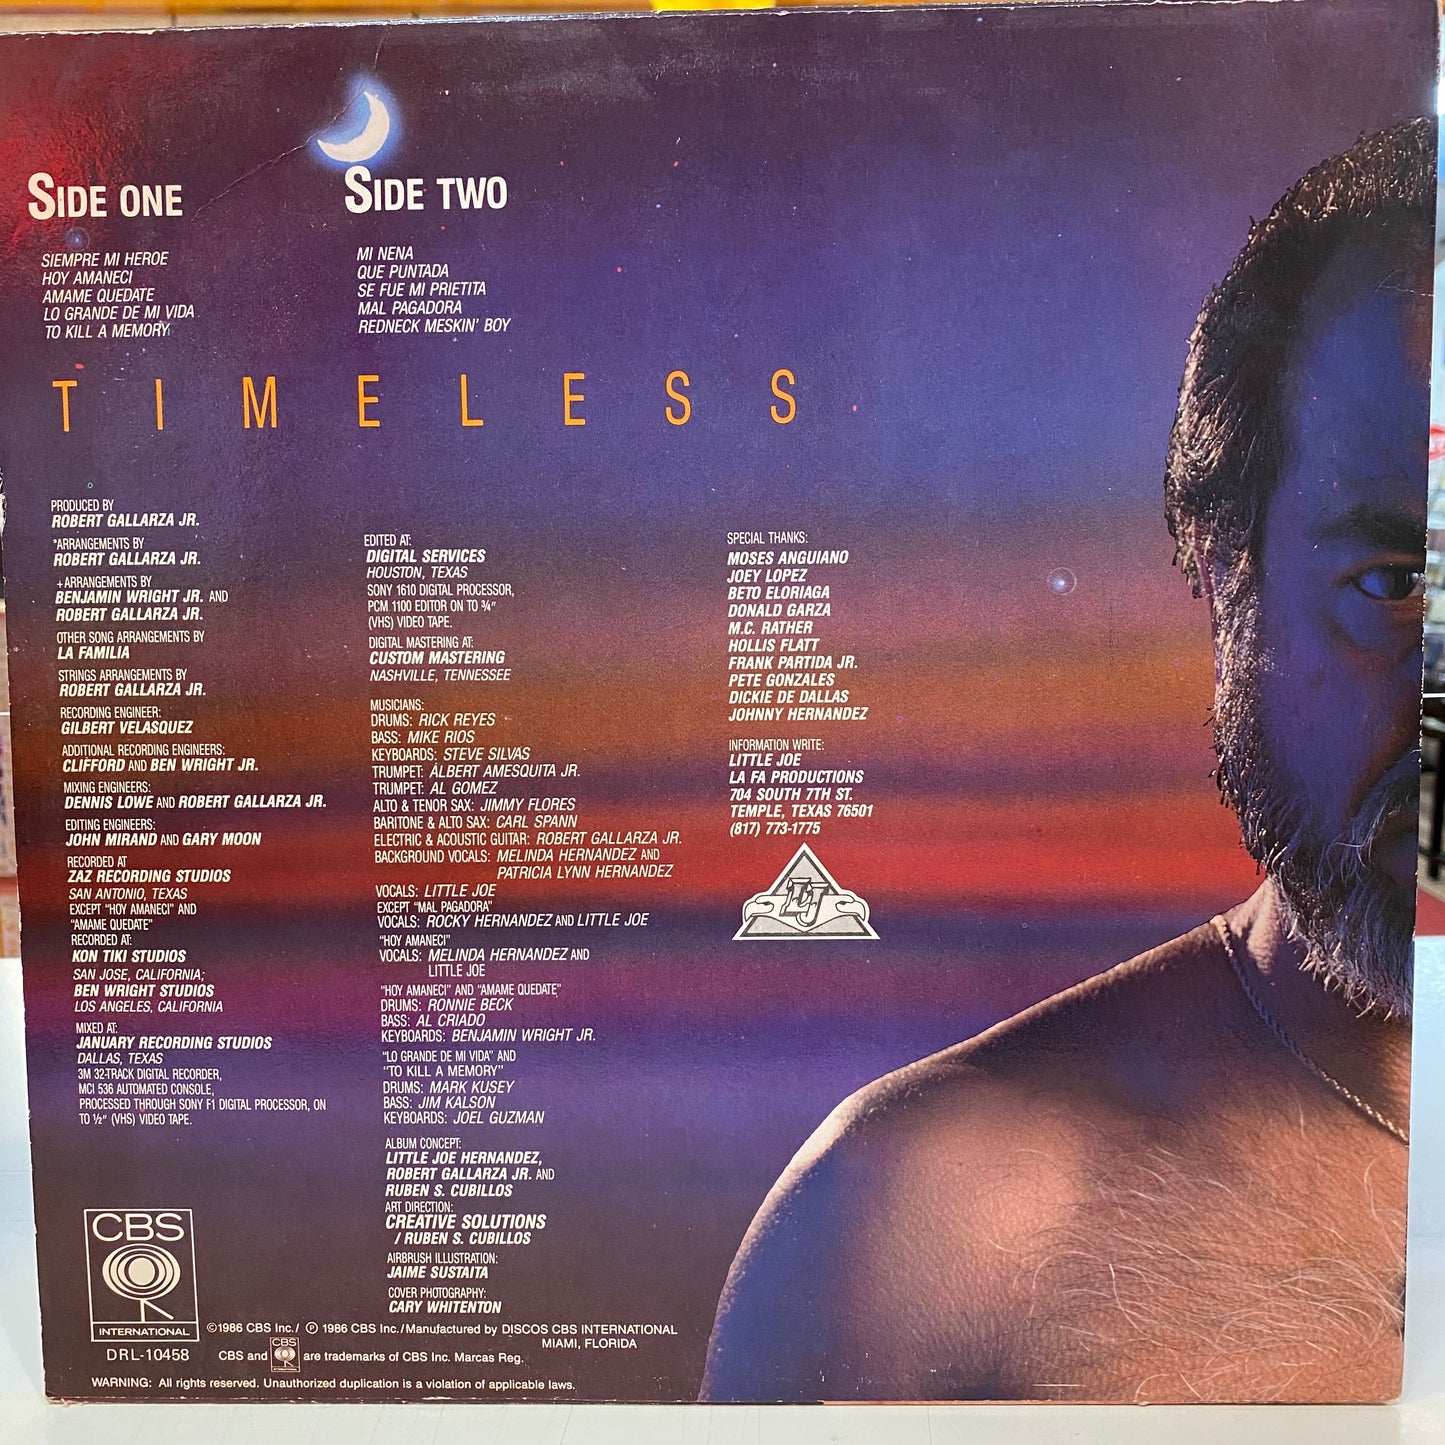 SIDE ONE
SIEMPRE MI HEROE
HOY AMANECI
AMAME QUEDATE
LO GRANDE DE MI VIDA
TO KILL A MEMORY
SIDE TWO
MI NENA
QUE PUNTADA
SE FUE MI PRIETITA
MAL PAGADORA
REDNECK MESKIN' BOY
TIMELESS
PRODUCED BY
ROBERT GALLARZA JR.
*ARRANGEMENTS BY
ROBERT GALLARZA JR.
+ARRANGEMENTS BY
BENJAMIN WRIGHT JR. AND
ROBERT GALLARZA JR.
OTHER SONG ARRANGEMENTS BY
LA FAMILIA
STRINGS ARRANGEMENTS BY
ROBERT GALLARZA JR.
RECORDING ENGINEER:
GILBERT VELASQUEZ
ADDITIONAL RECORDING ENGINEERS:
CLIFFORD AND BEN WRIGHT JR.
MIXING ENGINEERS:
DENNIS LOWE AND ROBERT GALLARZA JR.
EDITING ENGINEERS:
JOHN MIRAND AND GARY MOON
RECORDED AT
ZAZ RECORDING STUDIOS
SAN ANTONIO, TEXAS
EXCEPT "HOY AMANECI" AND
"AMAME QUEDATE"
RECORDED AT:
KON TIKI STUDIOS
SAN JOSE, CALIFORNIA;
BEN WRIGHT STUDIOS
LOS ANGELES, CALIFORNIA
MIXED AT:
JANUARY RECORDING STUDIOS
DALLAS, TEXAS
3M 32-TRACK DIGITAL RECORDER,
MCI 536 AUTOMATED CONSOLE,
PROCESSED THROUGH SONY F1 DIGITAL PROCESSOR, ON
TO ½" (VHS) VIDEO TAPE.
EDITED AT:
DIGITAL SERVICES
HOUSTON, TEXAS
SONY 1610 DIGITAL PROCESSOR,
PCM 1100 EDITOR ON TO ¾"
(VHS) VIDEO TAPE.
DIGITAL MASTERING AT:
CUSTOM MASTERING
NASHVILLE, TENNESSEE
MUSICIANS:
DRUMS: RICK REYES
BASS: MIKE RIOS
KEYBOARDS: STEVE SILVAS
TRUMPET: ALBERT AMESQUITA JR.
TRUMPET: AL GOMEZ
ALTO & TENOR SAX: JIMMY FLORES
BARITONE & ALTO SAX: CARL SPANN
ELECTRIC & ACOUSTIC GUITAR: ROBERT GALLARZA JR.
BACKGROUND VOCALS: MELINDA HERNANDEZ AND
PATRICIA LYNN HERNANDEZ
VOCALS: LITTLE JOE
EXCEPT "MAL PAGADORA"
VOCALS: ROCKY HERNANDEZ AND LITTLE JOE
"HOY AMANECI"
VOCALS: MELINDA HERNANDEZ AND
LITTLE JOE
"HOY AMANECI" AND "AMAME QUEDATE"
DRUMS: RONNIE BECK
BASS: AL CRIADO
KEYBOARDS: BENJAMIN WRIGHT JR.
"LO GRANDE DE MI VIDA" AND
"TO KILL A MEMORY"
DRUMS: MARK KUSEY
BASS: JIM KALSON
KEYBOARDS: JOEL GUZMAN
ALBUM CONCEPT:
LITTLE JOE HERNANDEZ,
ROBERT GALLARZA JR. AND
RUBEN S. CUBILLOS
ART DIRECTION:
CREATIVE SOLUTIONS
/ RUBEN S. CUBILLOS
AIRBRUSH ILLUSTRATION:
JAIME SUSTAITA
COVER PHOTOGRAPHY:
CARY WHITENTON
SPECIAL THANKS:
MOSES ANGUIANO
JOEY LOPEZ
BETO ELORIAGA
DONALD GARZA
M.C. RATHER
HOLLIS FLATT
FRANK PARTIDA JR.
PETE GONZALES
DICKIE DE DALLAS
JOHNNY HERNANDEZ
INFORMATION WRITE:
LITTLE JOE
LA FA PRODUCTIONS
704 SOUTH 7TH ST.
TEMPLE, TEXAS 76501
(817) 773-1775
LJ
CBS
INTERNATIONAL
DRL-10458
©1986 CBS Inc./ ℗ 1986 CBS Inc./Manufactured by DISCOS CBS INTERNATIONAL
MIAMI, FLORIDA
CBS and CBS are trademarks of CBS Inc. Marcas Reg.
WARNING: All rights reserved. Unauthorized duplication is a violation of applicable laws.